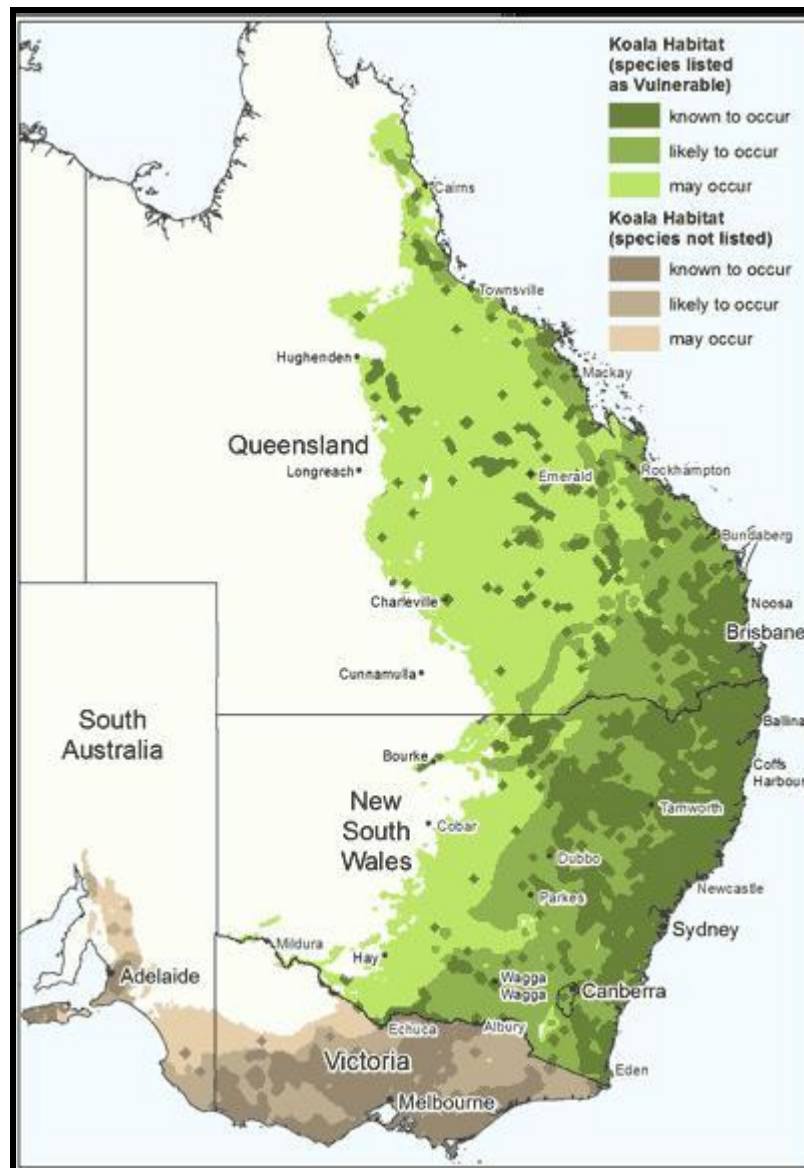 Koala Habitat
(species listed
as Vulnerable)
known to occur
likely to occur
may occur
Koala Habitat
(species not listed)
known to occur
likely to occur
may occur
Cairns
Townsville
Hughenden
Mackay
Queensland
Longreach
Emerald
Rockhampton
Bundaberg
Charleville
Noosa
Brisbane
Cunnamulla
South
Australia
Ballina
Bourke
Coffs
Harbour
New
South
Wales
Tamworth
Cobar
Dubbo
Parkes
Newcastle
Sydney
Mildura
Hay
Adelaide
Wagga
Wagga
Canberra
Echuca
Albury
Victoria
Eden
Melbourne